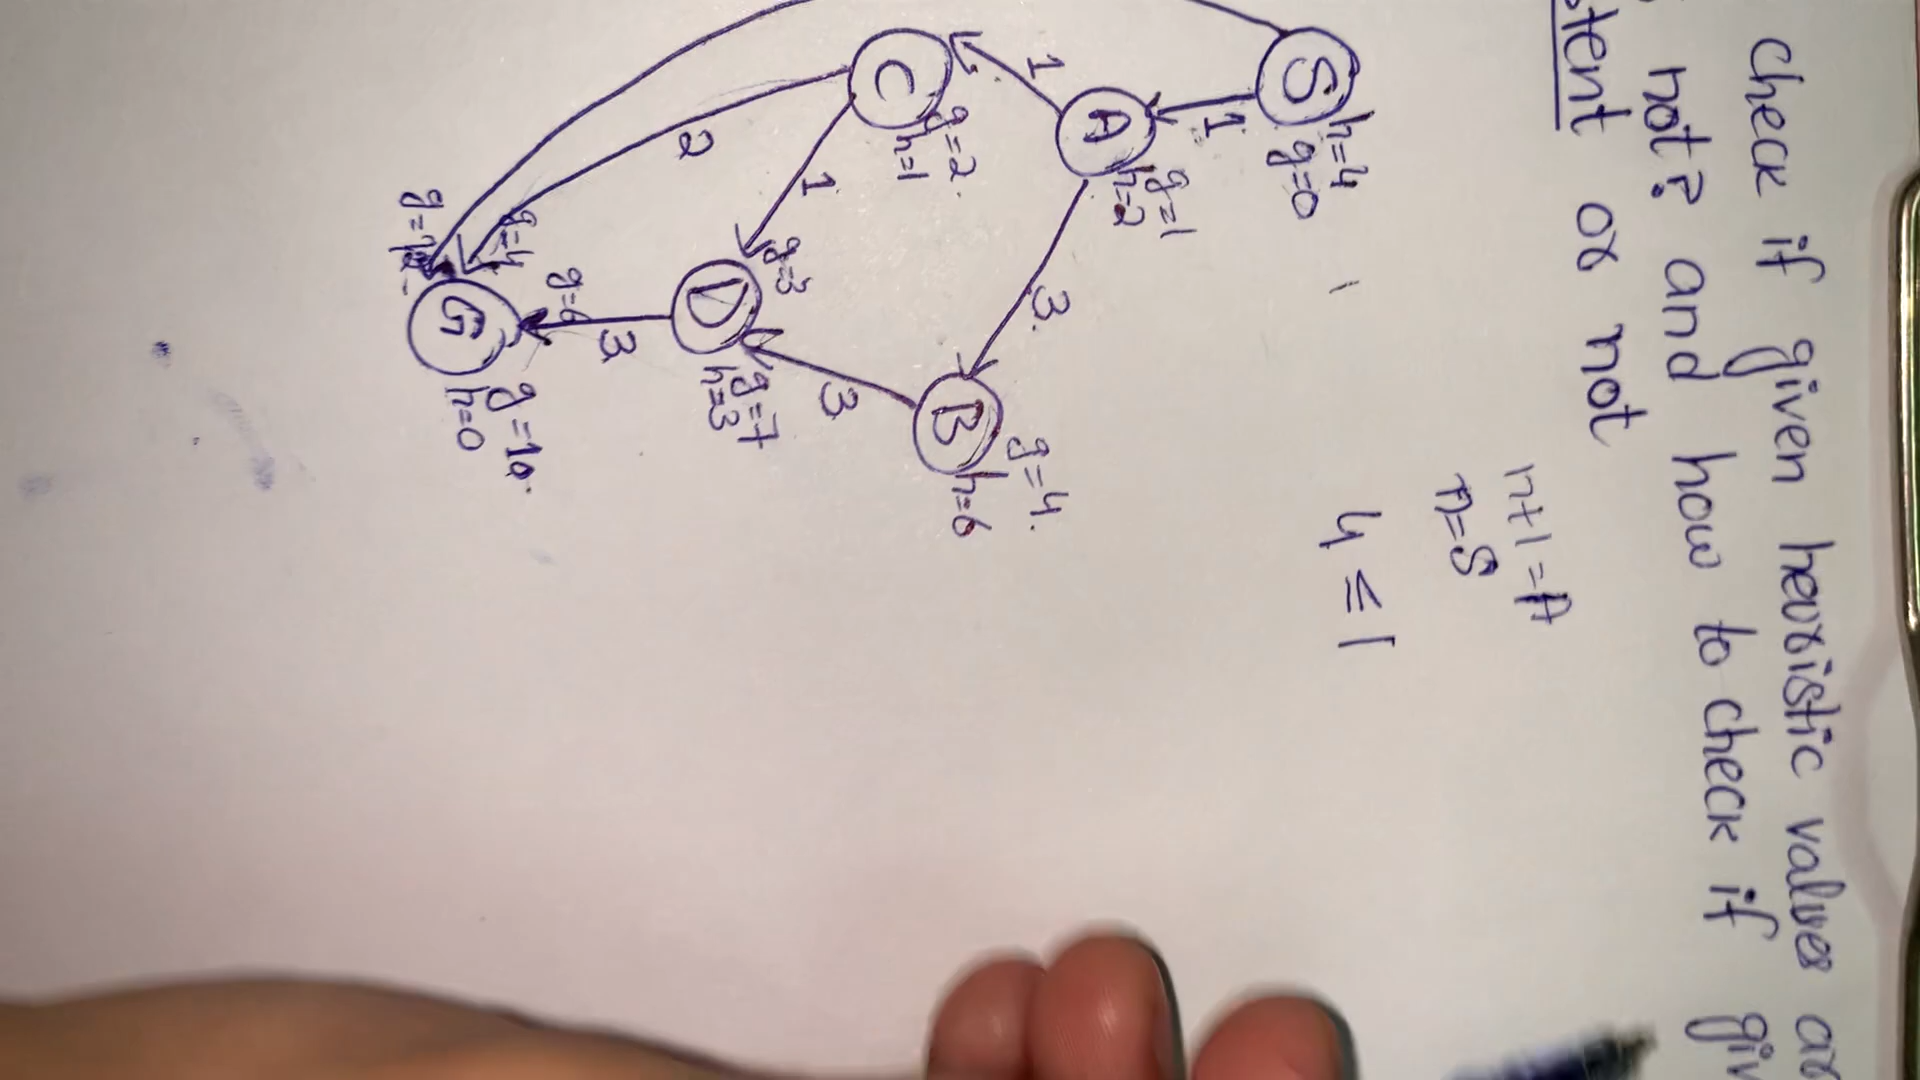 check if given heuristic values ar
not? and how to check if giv
stent or not
n+1=A
n=S
4 ≤ 1
S
h=4
g=0
1
A
g=1
h=2
1
3
C
g=2
h=1
B
g=4
h=6
2
1
3
D
g=3
g=7
h=3
3
g=4
g=6
G
g=10
h=0